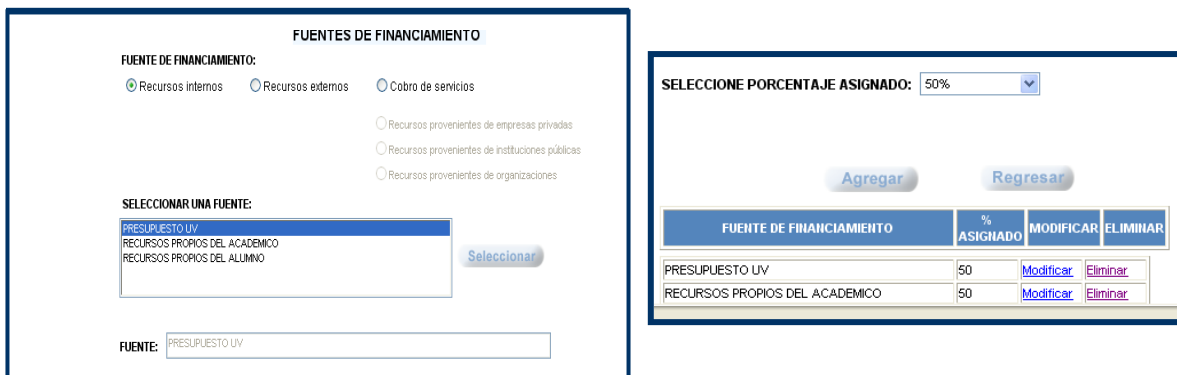 FUENTES DE FINANCIAMIENTO
FUENTE DE FINANCIAMIENTO:
Recursos internos Recursos externos Cobro de servicios
Recursos provenientes de empresas privadas
Recursos provenientes de instituciones públicas
Recursos provenientes de organizaciones
SELECCIONAR UNA FUENTE:
PRESUPUESTO UV
RECURSOS PROPIOS DEL ACADEMICO
RECURSOS PROPIOS DEL ALUMNO
Seleccionar
FUENTE: PRESUPUESTO UV
SELECCIONE PORCENTAJE ASIGNADO: 50%
Agregar Regresar
FUENTE DE FINANCIAMIENTO % ASIGNADO MODIFICAR ELIMINAR
PRESUPUESTO UV 50 Modificar Eliminar
RECURSOS PROPIOS DEL ACADEMICO 50 Modificar Eliminar